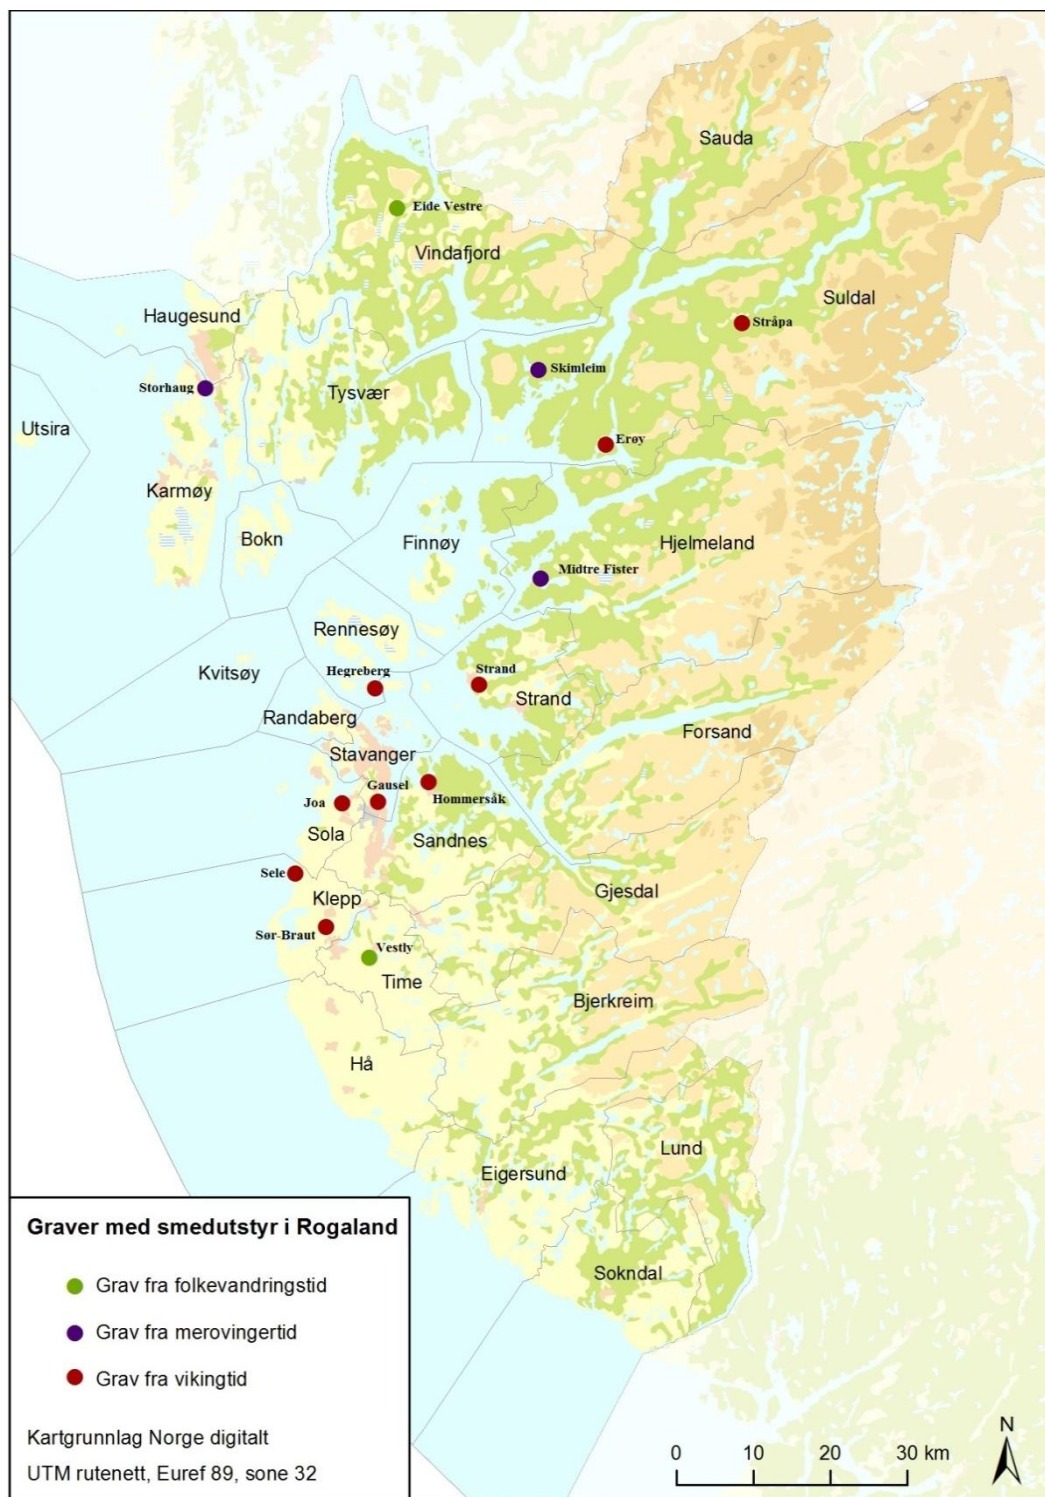 Sauda
Eide Vestre
Vindafjord
Suldal
Haugesund
Stråpa
Skimleim
Storhaug
Tysvær
Utsira
Erøy
Karmøy
Bokn
Finnøy
Hjelmeland
Midtre Fister
Rennesøy
Kvitsøy
Hegreberg
Strand
Strand
Randaberg
Forsand
Stavanger
Gausel
Joa
Hommersåk
Sola
Sandnes
Sele
Klepp
Gjesdal
Sør-Braut
Vestly
Time
Bjerkreim
Hå
Lund
Eigersund
Sokndal
Graver med smedutstyr i Rogaland
Grav fra folkevandringstid
Grav fra merovingertid
Grav fra vikingtid
Kartgrunnlag Norge digitalt
UTM rutenett, Euref 89, sone 32
0 10 20 30 km
N